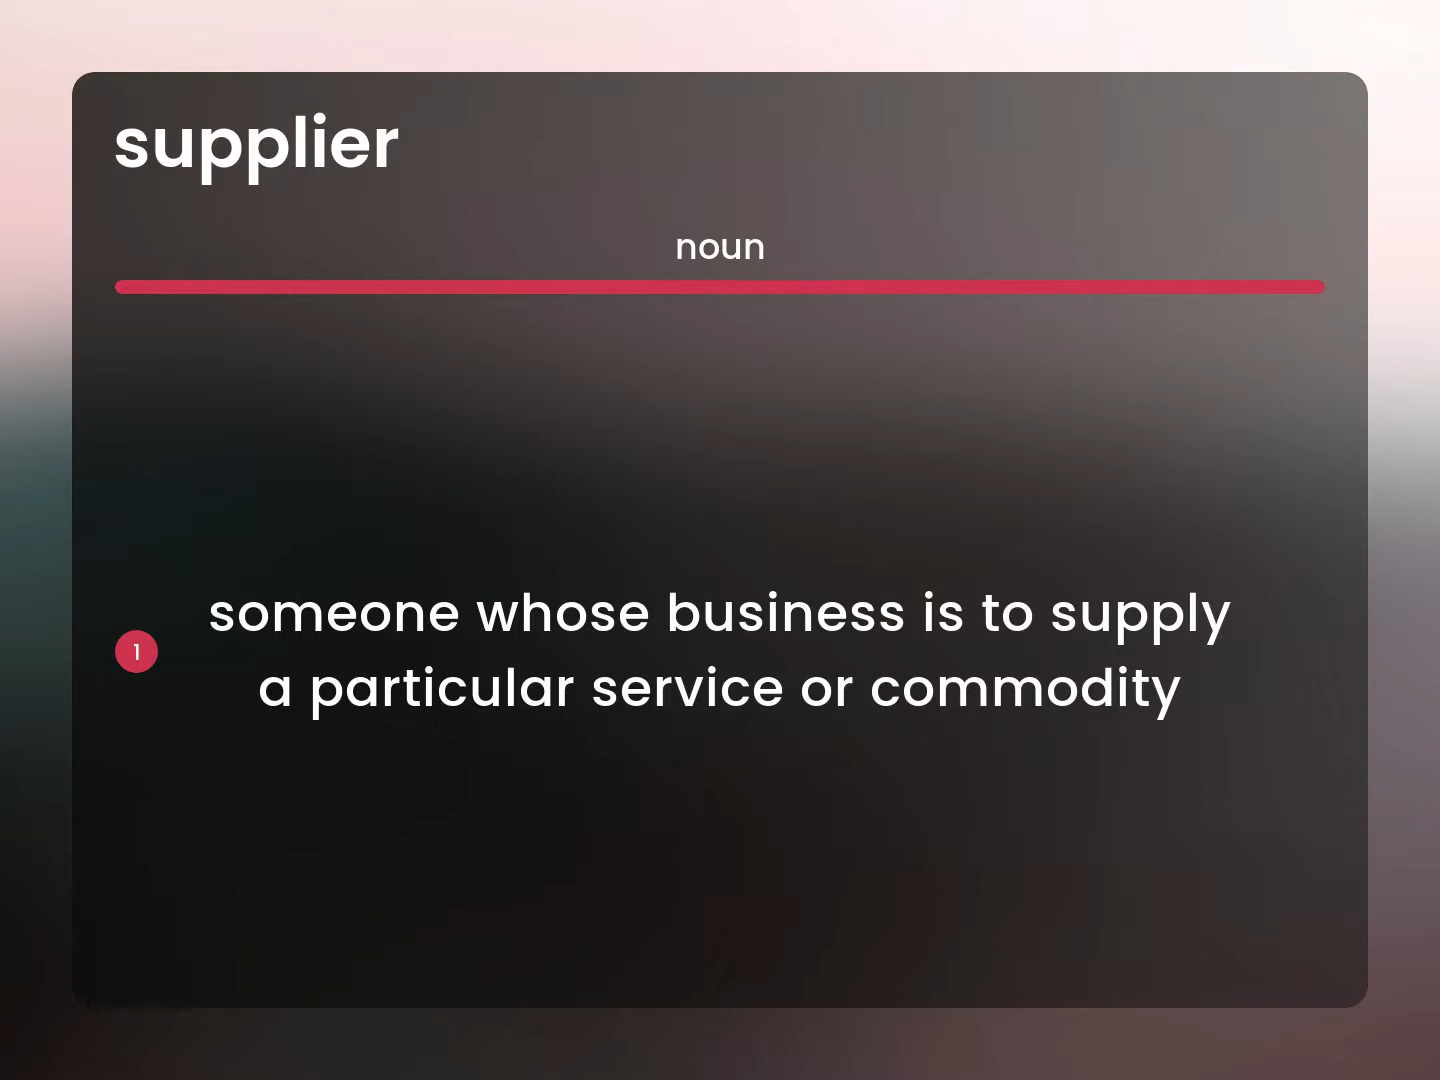 supplier
noun
1
someone whose business is to supply
a particular service or commodity